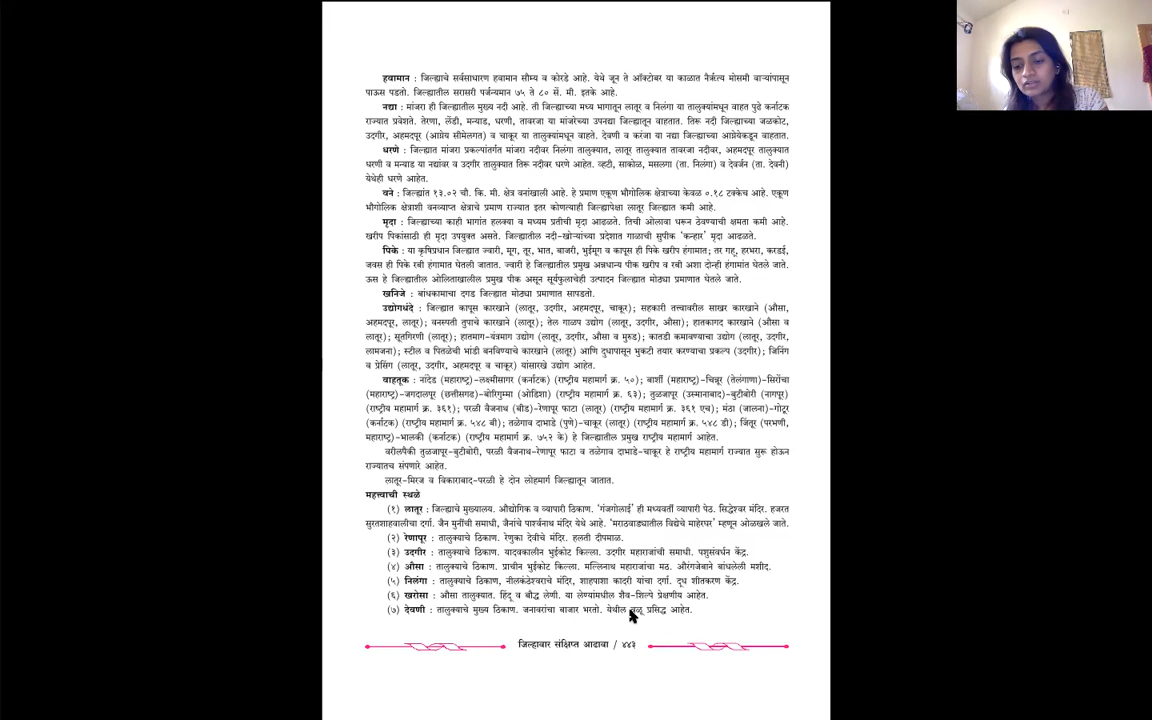 हवामान : जिल्ह्याचे सर्वसाधारण हवामान सौम्य व कोरडे आहे. येथे जून ते ऑक्टोबर या काळात नैर्ऋत्य मोसमी वाऱ्यांपासून
पाऊस पडतो. जिल्ह्यातील सरासरी पर्जन्यमान ७५ ते ८० सें. मी. इतके आहे.
नद्या : मांजरा ही जिल्ह्यातील मुख्य नदी आहे. ती जिल्ह्याच्या मध्य भागातून लातूर व निलंगा या तालुक्यांमधून वाहत पुढे कर्नाटक
राज्यात प्रवेशते. तेरणा, लेंडी, मन्याड, धरणी, तावरजा या मांजरेच्या उपनद्या जिल्ह्यातून वाहतात. तिरू नदी जिल्ह्याच्या जळकोट,
उदगीर, अहमदपूर (आग्नेय सीमेलगत) व चाकूर या तालुक्यांमधून वाहते. देवणी व करंजा या नद्या जिल्ह्याच्या आग्नेयेकडून वाहतात.
धरणे : जिल्ह्यात मांजरा प्रकल्पांतर्गत मांजरा नदीवर निलंगा तालुक्यात, लातूर तालुक्यात तावरजा नदीवर, अहमदपूर तालुक्यात
धरणी व मन्याड या नद्यांवर व उदगीर तालुक्यात तिरू नदीवर धरणे आहेत. व्हटी, साकोळ, मसलगा (ता. निलंगा) व देवर्जन (ता. देवनी)
येथेही धरणे आहेत.
वने : जिल्ह्यांत १३.०२ चौ. कि. मी. क्षेत्र वनांखाली आहे. हे प्रमाण एकूण भौगोलिक क्षेत्राच्या केवळ ०.१८ टक्केच आहे. एकूण
भौगोलिक क्षेत्राशी वनव्याप्त क्षेत्राचे प्रमाण राज्यात इतर कोणत्याही जिल्ह्यापेक्षा लातूर जिल्ह्यात कमी आहे.
मृदा : जिल्ह्याच्या काही भागांत हलक्या व मध्यम प्रतीची मृदा आढळते. तिची ओलावा धरून ठेवण्याची क्षमता कमी आहे.
खरीप पिकांसाठी ही मृदा उपयुक्त असते. जिल्ह्यातील नदी-खोऱ्यांच्या प्रदेशात गाळाची सुपीक 'कन्हार' मृदा आढळते.
पिके : या कृषिप्रधान जिल्ह्यात ज्वारी, मूग, तूर, भात, बाजरी, भुईमूग व कापूस ही पिके खरीप हंगामात; तर गहू, हरभरा, करडई,
जवस ही पिके रबी हंगामात घेतली जातात. ज्वारी हे जिल्ह्यातील प्रमुख अन्नधान्य पीक खरीप व रबी अशा दोन्ही हंगामांत घेतले जाते.
ऊस हे जिल्ह्यातील ओलिताखालील प्रमुख पीक असून सूर्यफुलाचेही उत्पादन जिल्ह्यात मोठ्या प्रमाणात घेतले जाते.
खनिजे : बांधकामाचा दगड जिल्ह्यात मोठ्या प्रमाणात सापडतो.
उद्योगधंदे : जिल्ह्यात कापूस कारखाने (लातूर, उदगीर, अहमदपूर, चाकूर); सहकारी तत्त्वावरील साखर कारखाने (औसा,
अहमदपूर, लातूर); वनस्पती तुपाचे कारखाने (लातूर); तेल गाळप उद्योग (लातूर, उदगीर, औसा); हातकागद कारखाने (औसा व
लातूर); सूतगिरणी (लातूर); हातमाग-यंत्रमाग उद्योग (लातूर, उदगीर, औसा व मुरुड); कातडी कमावण्याचा उद्योग (लातूर, उदगीर,
लामजना); स्टील व पितळेची भांडी बनविण्याचे कारखाने (लातूर) आणि दुधापासून भुकटी तयार करण्याचा प्रकल्प (उदगीर); जिनिंग
व प्रेसिंग (लातूर, उदगीर, अहमदपूर व चाकूर) यांसारखे उद्योग आहेत.
वाहतूक : नांदेड (महाराष्ट्र)-लक्ष्मीसागर (कर्नाटक) (राष्ट्रीय महामार्ग क्र. ५०); बार्शी (महाराष्ट्र)-चिन्नूर (तेलंगाणा)-सिरोंचा
(महाराष्ट्र)-जगदालपूर (छत्तीसगड)-बोरिगुम्मा (ओडिशा) (राष्ट्रीय महामार्ग क्र. ६३); तुळजापूर (उस्मानाबाद)-बुटीबोरी (नागपूर)
(राष्ट्रीय महामार्ग क्र. ३६१); परळी वैजनाथ (बीड)-रेणापूर फाटा (लातूर) (राष्ट्रीय महामार्ग क्र. ३६१ एच); मंठा (जालना)-गोटूर
(कर्नाटक) (राष्ट्रीय महामार्ग क्र. ५४८ बी); तळेगाव दाभाडे (पुणे)-चाकूर (लातूर) (राष्ट्रीय महामार्ग क्र. ५४८ डी); जिंतूर (परभणी,
महाराष्ट्र)-भालकी (कर्नाटक) (राष्ट्रीय महामार्ग क्र. ७५२ के) हे जिल्ह्यातील प्रमुख राष्ट्रीय महामार्ग आहेत.
वरीलपैकी तुळजापूर-बुटीबोरी, परळी वैजनाथ-रेणापूर फाटा व तळेगाव दाभाडे-चाकूर हे राष्ट्रीय महामार्ग राज्यात सुरू होऊन
राज्यातच संपणारे आहेत.
लातूर-मिरज व विकाराबाद-परळी हे दोन लोहमार्ग जिल्ह्यातून जातात.
महत्त्वाची स्थळे
(१) लातूर : जिल्ह्याचे मुख्यालय. औद्योगिक व व्यापारी ठिकाण. 'गंजगोलाई' ही मध्यवर्ती व्यापारी पेठ. सिद्धेश्वर मंदिर. हजरत
सुरतशाहवालीचा दर्गा. जैन मुनींची समाधी, जैनांचे पार्श्वनाथ मंदिर येथे आहे. 'मराठवाड्यातील विद्येचे माहेरघर' म्हणून ओळखले जाते.
(२) रेणापूर : तालुक्याचे ठिकाण. रेणुका देवीचे मंदिर. हलती दीपमाळ.
(३) उदगीर : तालुक्याचे ठिकाण. यादवकालीन भुईकोट किल्ला. उदगीर महाराजांची समाधी. पशुसंवर्धन केंद्र.
(४) औसा : तालुक्याचे ठिकाण. प्राचीन भुईकोट किल्ला. मल्लिनाथ महाराजांचा मठ. औरंगजेबाने बांधलेली मशीद.
(५) निलंगा : तालुक्याचे ठिकाण, नीलकंठेश्वराचे मंदिर, शाहपाशा कादरी यांचा दर्गा. दूध शीतकरण केंद्र.
(६) खरोसा : औसा तालुक्यात. हिंदू व बौद्ध लेणी. या लेण्यांमधील शैव-शिल्पे प्रेक्षणीय आहेत.
(७) देवणी : तालुक्याचे मुख्य ठिकाण. जनावरांचा बाजार भरतो. येथील वळू प्रसिद्ध आहेत.
जिल्हावार संक्षिप्त आढावा / ४४३